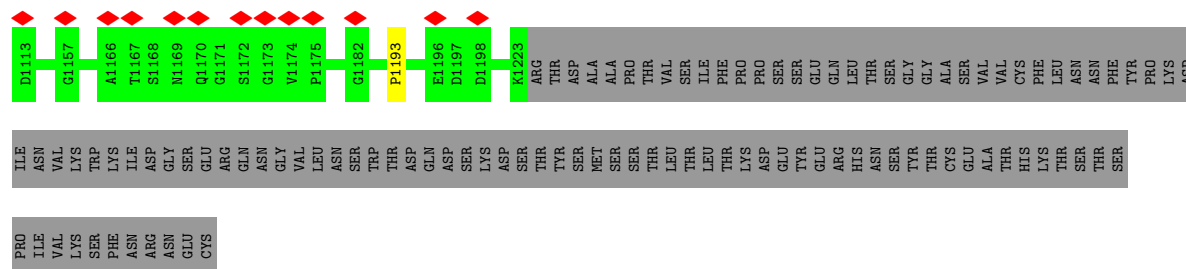 D1113 G1157 A1166 T1167 S1168 N1169 Q1170 G1171 S1172 G1173 V1174 P1175 G1182 P1193 E1196 D1197 D1198 K1223 ARG THR ASP ALA ALA PRO THR VAL SER ILE PHE PRO PRO SER SER GLU GLN LEU THR SER GLY GLY ALA SER VAL VAL CYS PHE LEU ASN ASN PHE TYR PRO LYS ASP
ILE ASN VAL LYS TRP LYS ILE ASP GLY SER GLU ARG GLN ASN GLY VAL LEU ASN SER TRP THR ASP GLN ASP SER LYS ASP SER THR TYR SER MET SER SER THR LEU THR LEU THR LYS ASP GLU TYR GLU ARG HIS ASN SER TYR THR CYS GLU ALA THR HIS LYS THR SER THR SER
PRO ILE VAL LYS SER PHE ASN ARG ASN GLU CYS